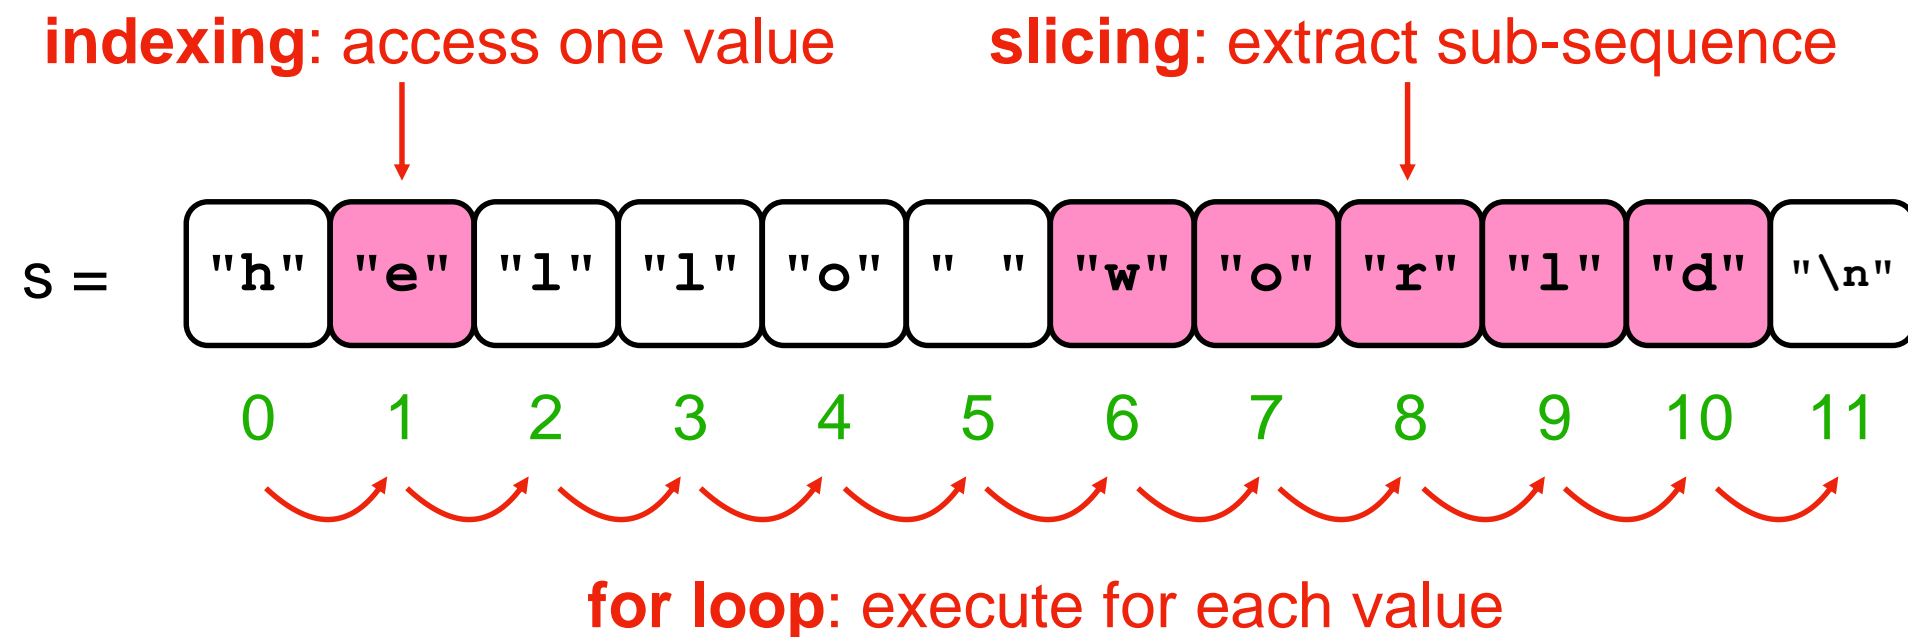 indexing: access one value slicing: extract sub-sequence
s = "h" "e" "l" "l" "o" " " "w" "o" "r" "l" "d" "\n"
0 1 2 3 4 5 6 7 8 9 10 11
for loop: execute for each value